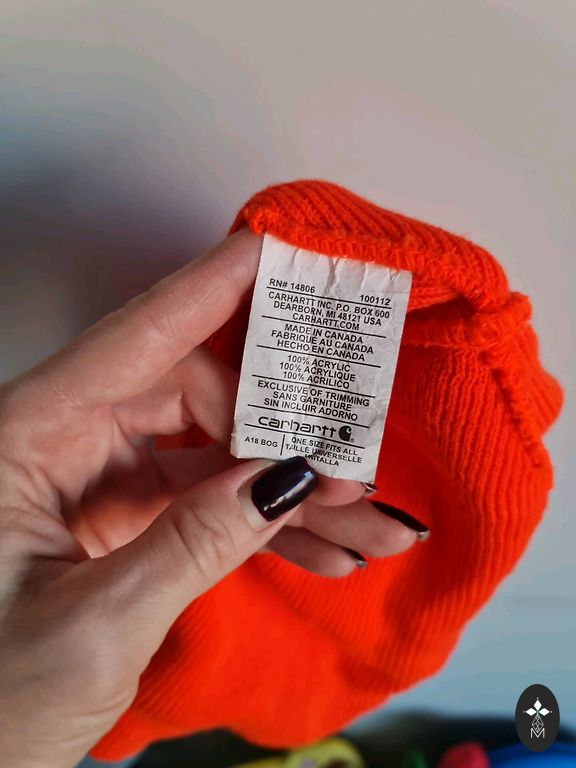 RN# 14806 100112
CARHARTT INC. P.O. BOX 600
DEARBORN, MI 48121 USA
CARHARTT.COM
MADE IN CANADA
FABRIQUE AU CANADA
HECHO EN CANADA
100% ACRYLIC
100% ACRYLIQUE
100% ACRILICO
EXCLUSIVE OF TRIMMING
SANS GARNITURE
SIN INCLUIR ADORNO
carhartt
A18 BOG ONE SIZE FITS ALL
TAILLE UNIVERSELLE
M